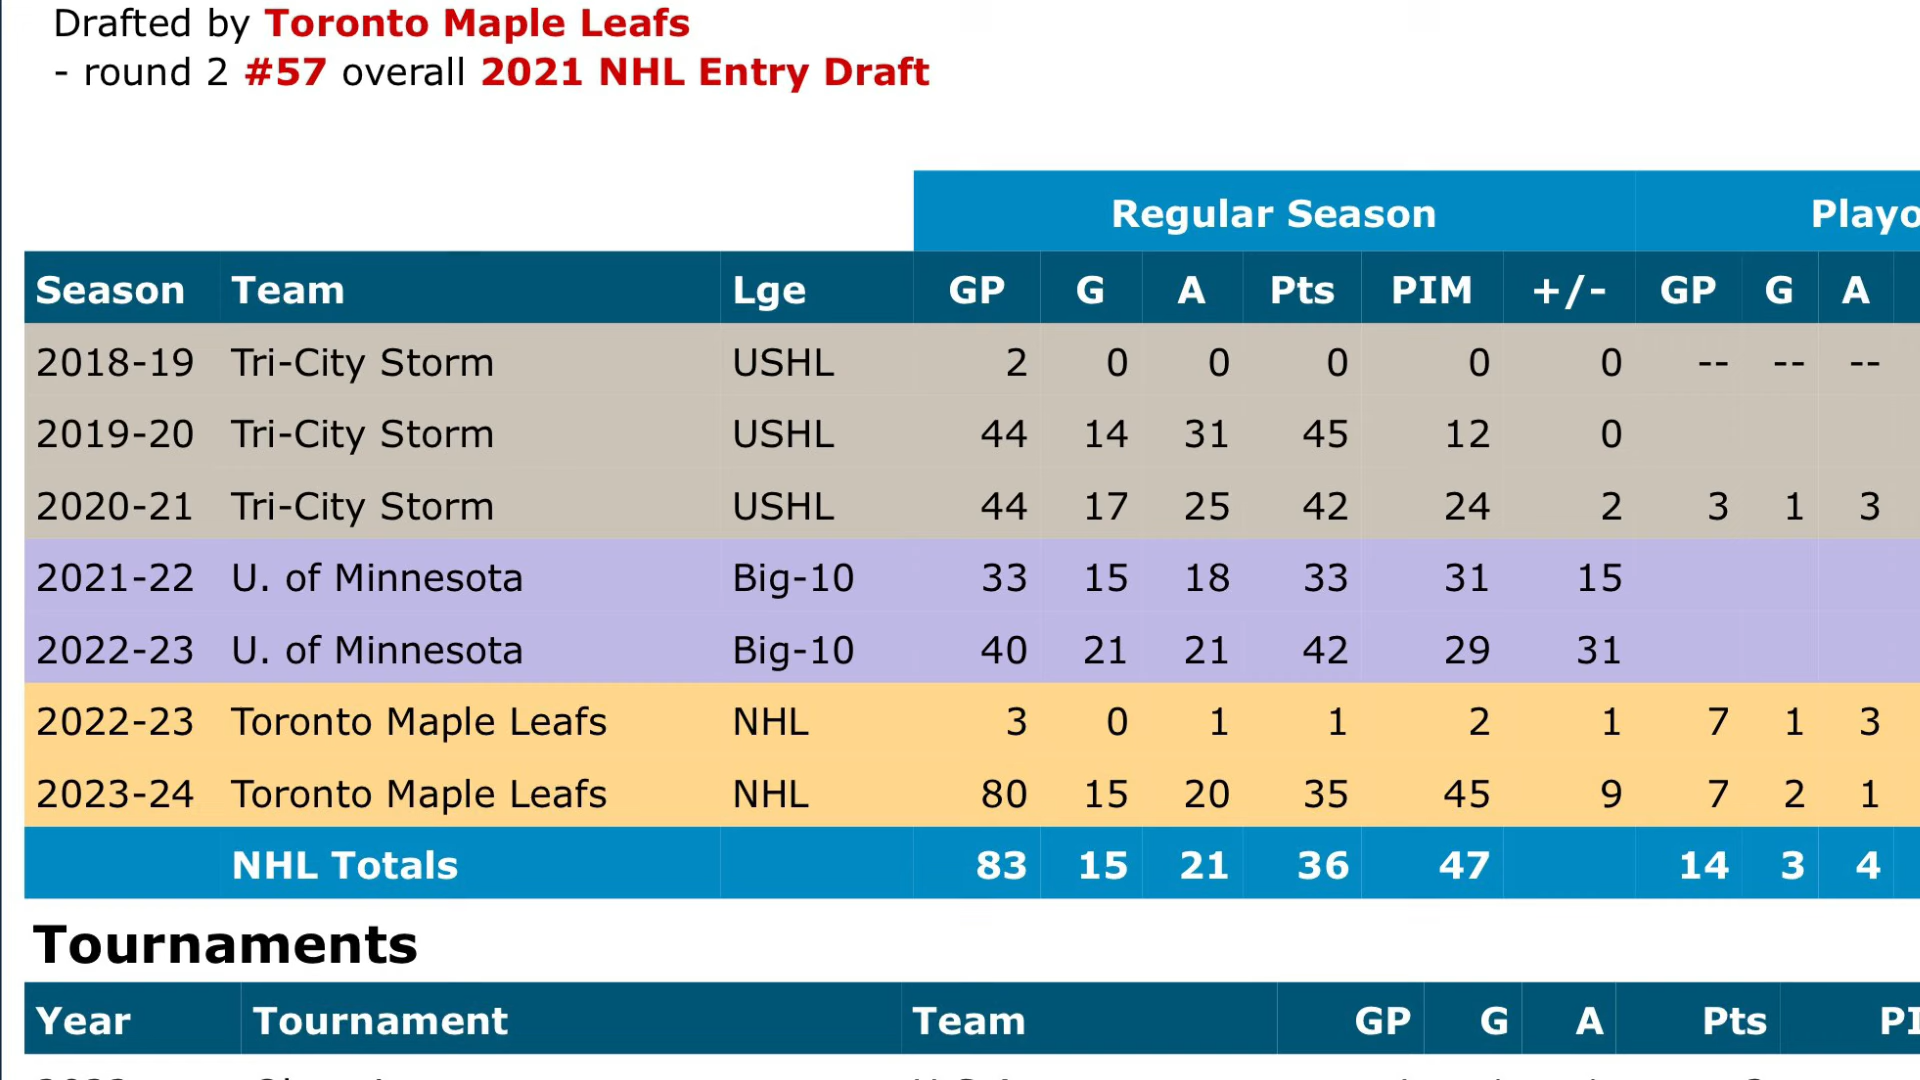 Drafted by Toronto Maple Leafs
- round 2 #57 overall 2021 NHL Entry Draft
Regular Season
Season Team Lge GP G A Pts PIM +/- GP G A
2018-19 Tri-City Storm USHL 2 0 0 0 0 0 -- -- --
2019-20 Tri-City Storm USHL 44 14 31 45 12 0
2020-21 Tri-City Storm USHL 44 17 25 42 24 2 3 1 3
2021-22 U. of Minnesota Big-10 33 15 18 33 31 15
2022-23 U. of Minnesota Big-10 40 21 21 42 29 31
2022-23 Toronto Maple Leafs NHL 3 0 1 1 2 1 7 1 3
2023-24 Toronto Maple Leafs NHL 80 15 20 35 45 9 7 2 1
NHL Totals 83 15 21 36 47 14 3 4
Tournaments
Year Tournament Team GP G A Pts